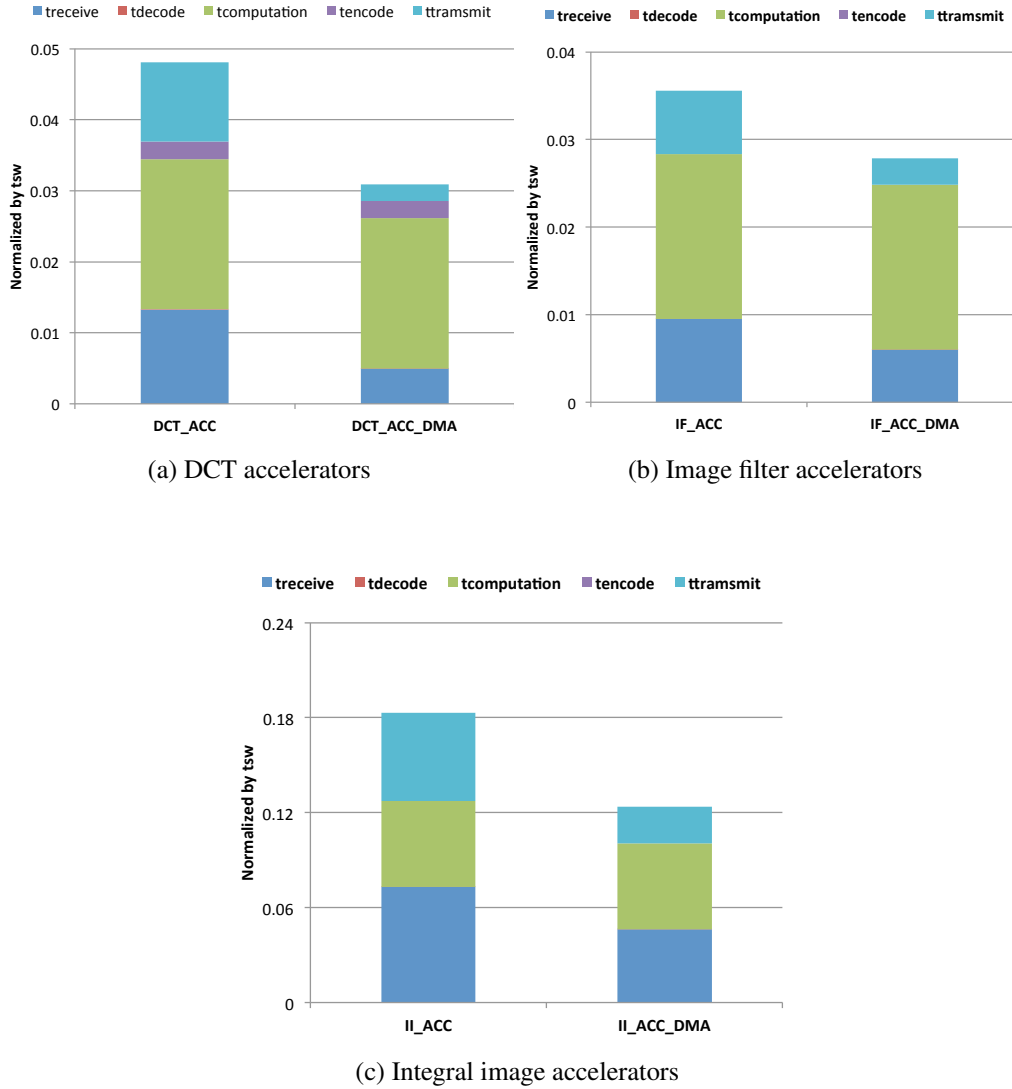 treceive tdecode tcomputation tencode ttramsmit
0.05
0.04
0.03
0.02
0.01
0
Normalized by tsw
DCT_ACC DCT_ACC_DMA
(a) DCT accelerators
treceive tdecode tcomputation tencode ttramsmit
0.04
0.03
0.02
0.01
0
Normalized by tsw
IF_ACC IF_ACC_DMA
(b) Image filter accelerators
treceive tdecode tcomputation tencode ttramsmit
0.24
0.18
0.12
0.06
0
Normalized by tsw
II_ACC II_ACC_DMA
(c) Integral image accelerators